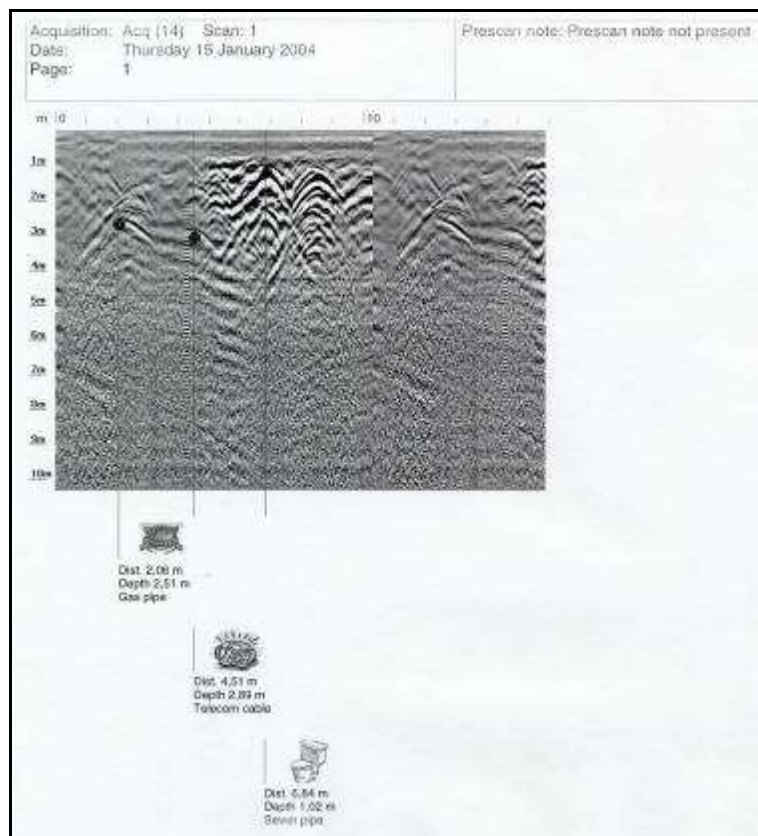 Acquisition: Acq (14) Scan: 1
Date: Thursday 15 January 2004
Page: 1
Prescan note: Prescan note not present
m 0 10
1m
2m
3m
4m
5m
6m
7m
8m
9m
10m
Dist. 2,06 m
Depth 2,51 m
Gas pipe
Dist. 4,51 m
Depth 2,89 m
Telecom cable
Dist. 6,84 m
Depth 1,02 m
Sewer pipe